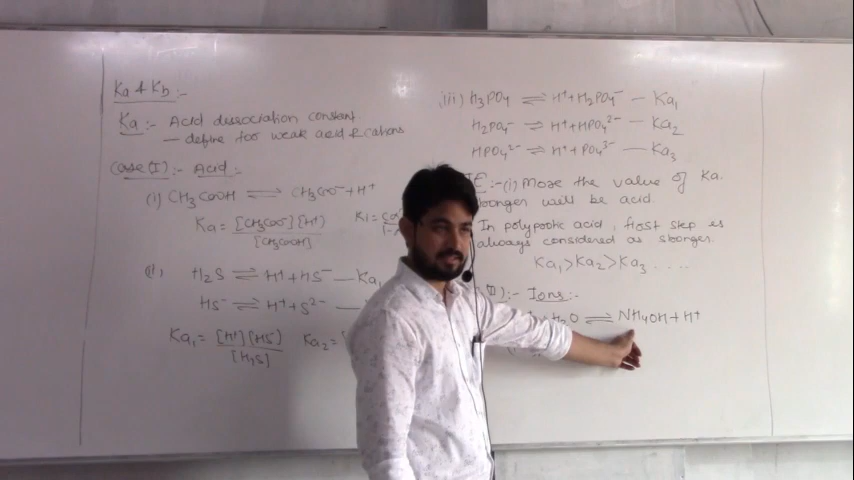 Ka & Kb :-
Ka :- Acid dissociation constant
— define for weak acid & cations
Case (I) :- Acid :-
(i) CH3COOH ⇌ CH3COO⁻ + H⁺
Ka = [CH3COO⁻][H⁺] / [CH3COOH]
H2S ⇌ H⁺ + HS⁻ — Ka1
HS⁻ ⇌ H⁺ + S²⁻ —
Ka1 = [H⁺][HS⁻] / [H2S] Ka2 = [
(iii) H3PO4 ⇌ H⁺ + H2PO4⁻ — Ka1
H2PO4⁻ ⇌ H⁺ + HPO4²⁻ — Ka2
HPO4²⁻ ⇌ H⁺ + PO4³⁻ — Ka3
:- (i) More the value of Ka.
stronger will be acid.
In polyprotic acid, first step is
always considered as stronger.
Ka1 > Ka2 > Ka3 . . . .
:- Ions :-
H2O ⇌ NH4OH + H⁺